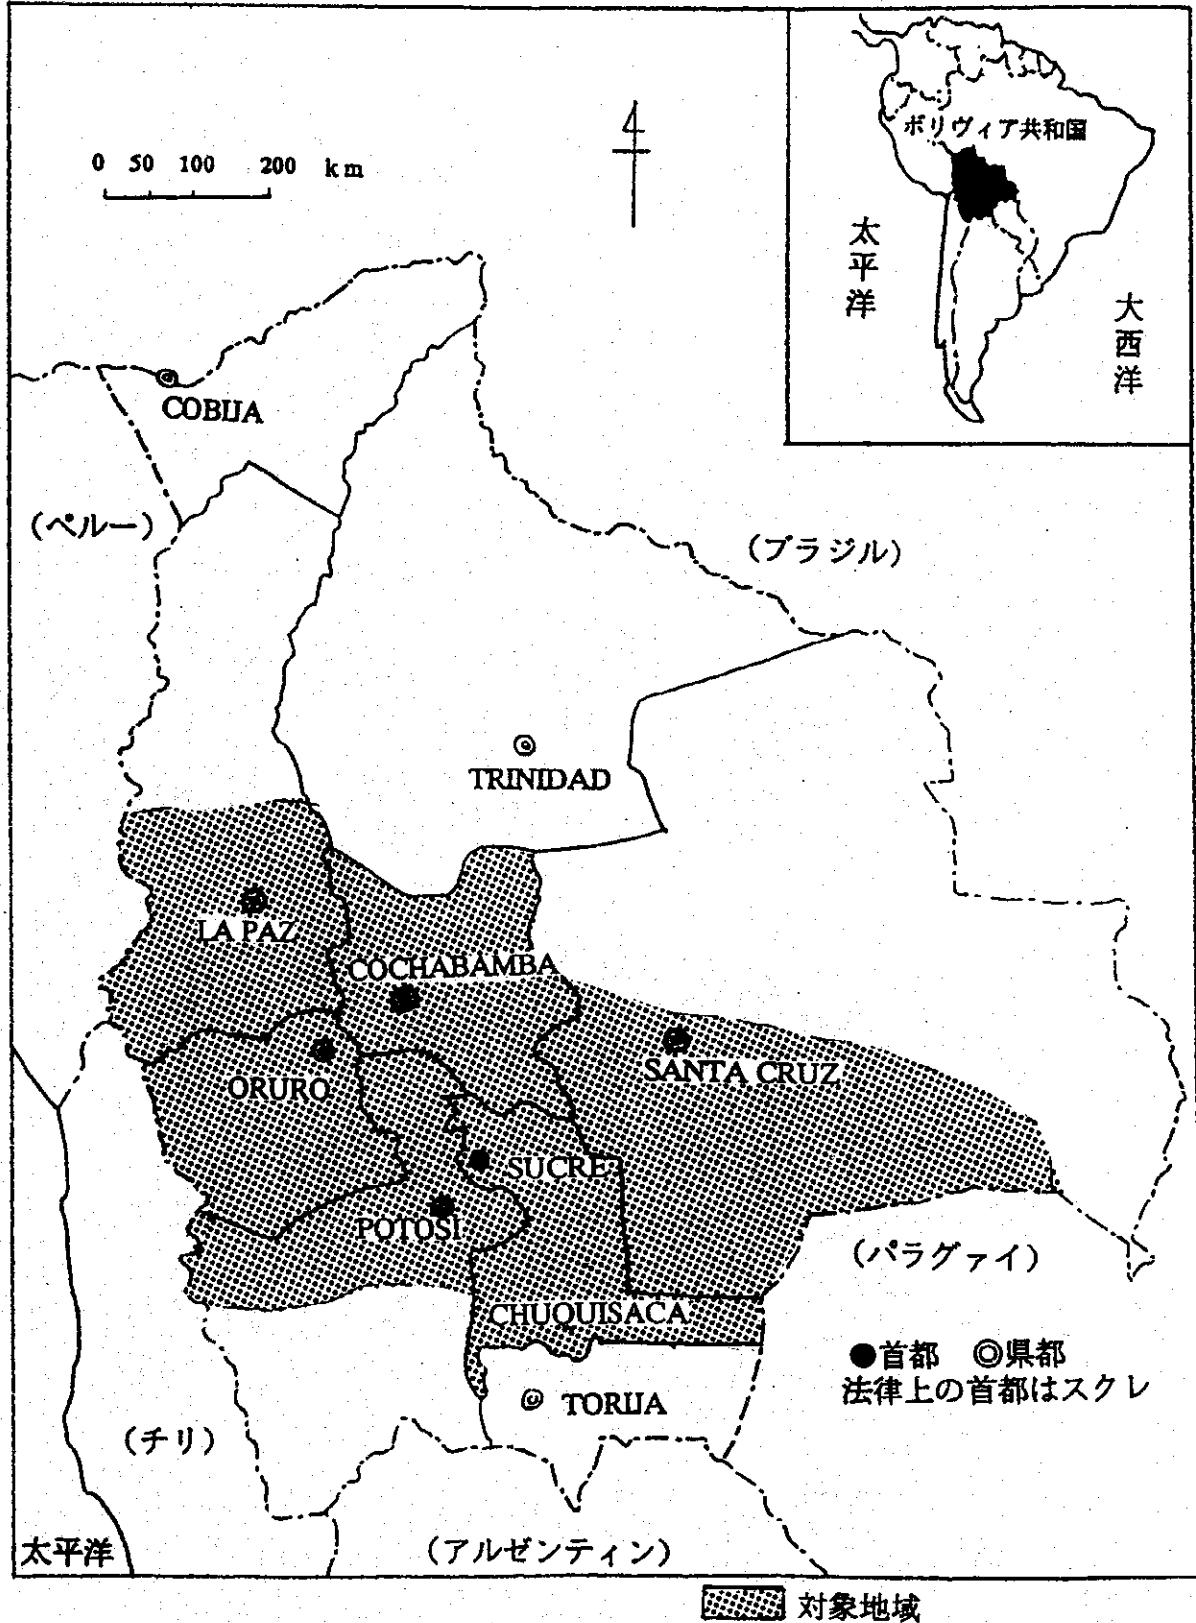 ボリヴィア共和国
0 50 100 200 km
太平洋
大西洋
COBIJA
(ペルー)
(ブラジル)
TRINIDAD
LA PAZ
COCHABAMBA
SANTA CRUZ
ORURO
SUCRE
POTOSI
(パラグァイ)
CHUQUISACA
●首都 ◎県都
法律上の首都はスクレ
TORIJA
(チリ)
太平洋
(アルゼンティン)
対象地域